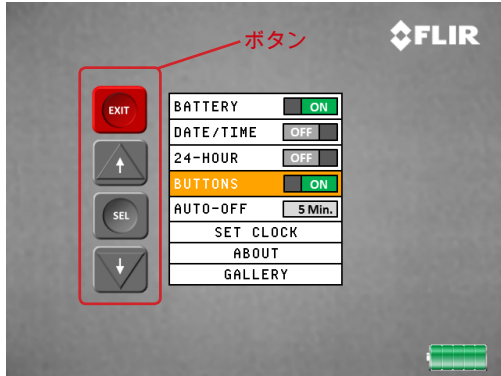 ボタン
FLIR
EXIT
SEL
BATTERY ON
DATE/TIME OFF
24-HOUR OFF
BUTTONS ON
AUTO-OFF 5 Min.
SET CLOCK
ABOUT
GALLERY